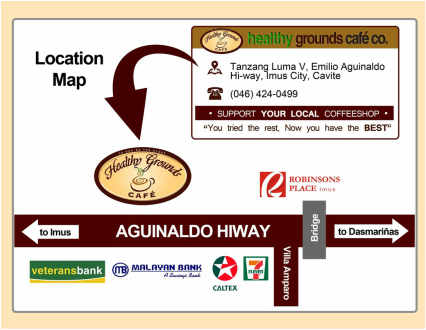 Location
Map
Healthy Grounds
CAFÉ
healthy grounds café co.
Tanzang Luma V, Emilio Aguinaldo
Hi-way, Imus City, Cavite
(046) 424-0499
• SUPPORT YOUR LOCAL COFFEESHOP •
“You tried the rest, Now you have the BEST”
Healthy Grounds
CAFÉ
ROBINSONS
PLACE imus
to Imus
AGUINALDO HIWAY
Bridge
to Dasmariñas
Villa Amparo
veteransbank
MB MALAYAN BANK
A Savings Bank
CALTEX
7
ELEVEN